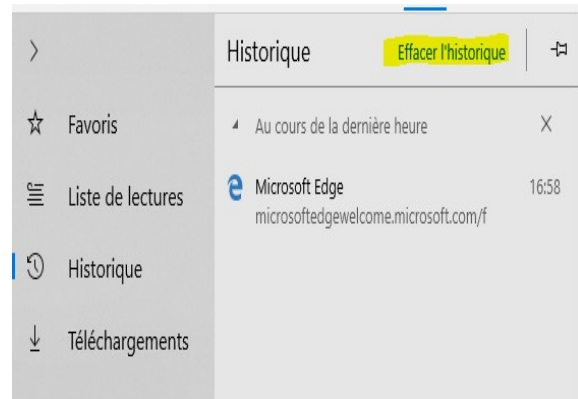 Historique Effacer l'historique
Favoris
Liste de lectures
Historique
Téléchargements
Au cours de la dernière heure
Microsoft Edge 16:58
microsoftedgewelcome.microsoft.com/f